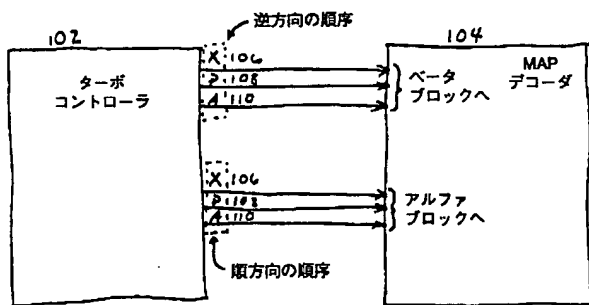 逆方向の順序
102
104
X 106
P 108
A 110
ターボ
コントローラ
MAP
デコーダ
ベータ
ブロックへ
X 106
P 108
A 110
アルファ
ブロックへ
順方向の順序